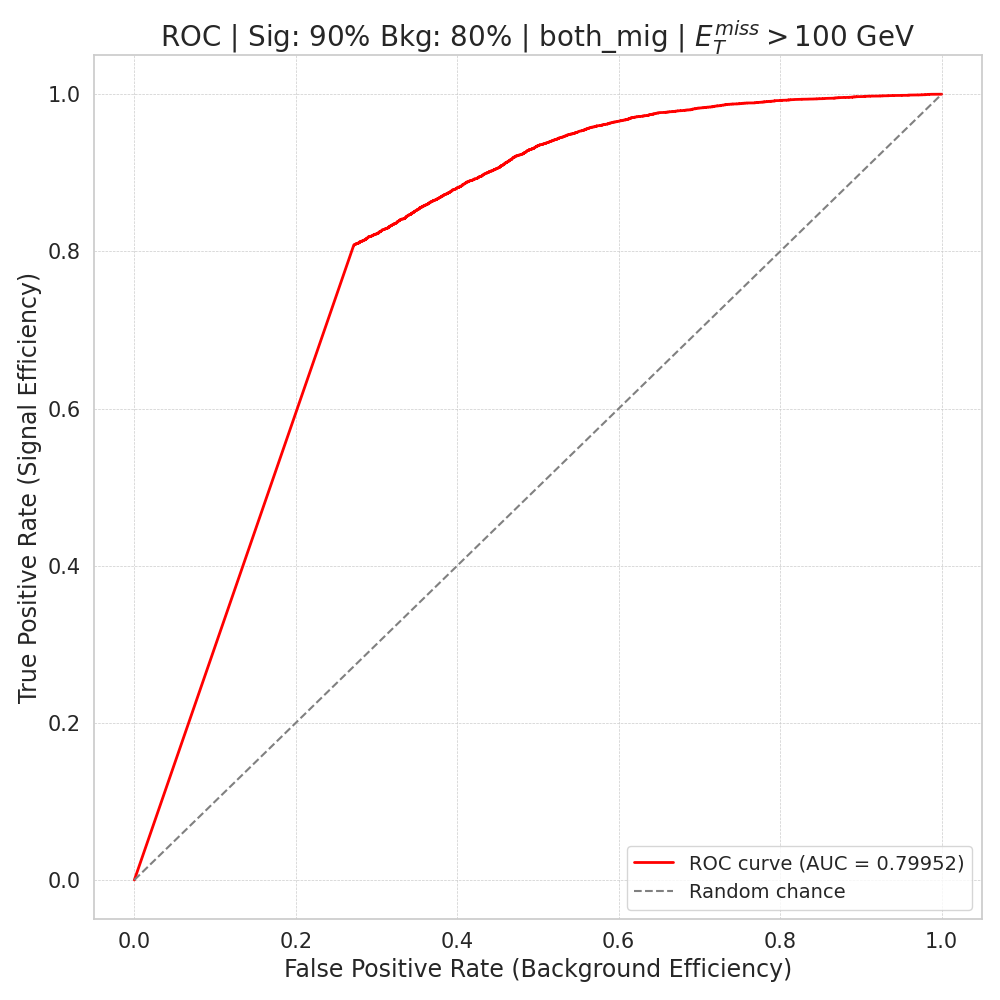 ROC | Sig: 90% Bkg: 80% | both_mig | $E_T^{miss} > 100$ GeV
True Positive Rate (Signal Efficiency)
1.0
0.8
0.6
0.4
0.2
0.0
ROC curve (AUC = 0.79952)
Random chance
0.0 0.2 0.4 0.6 0.8 1.0
False Positive Rate (Background Efficiency)